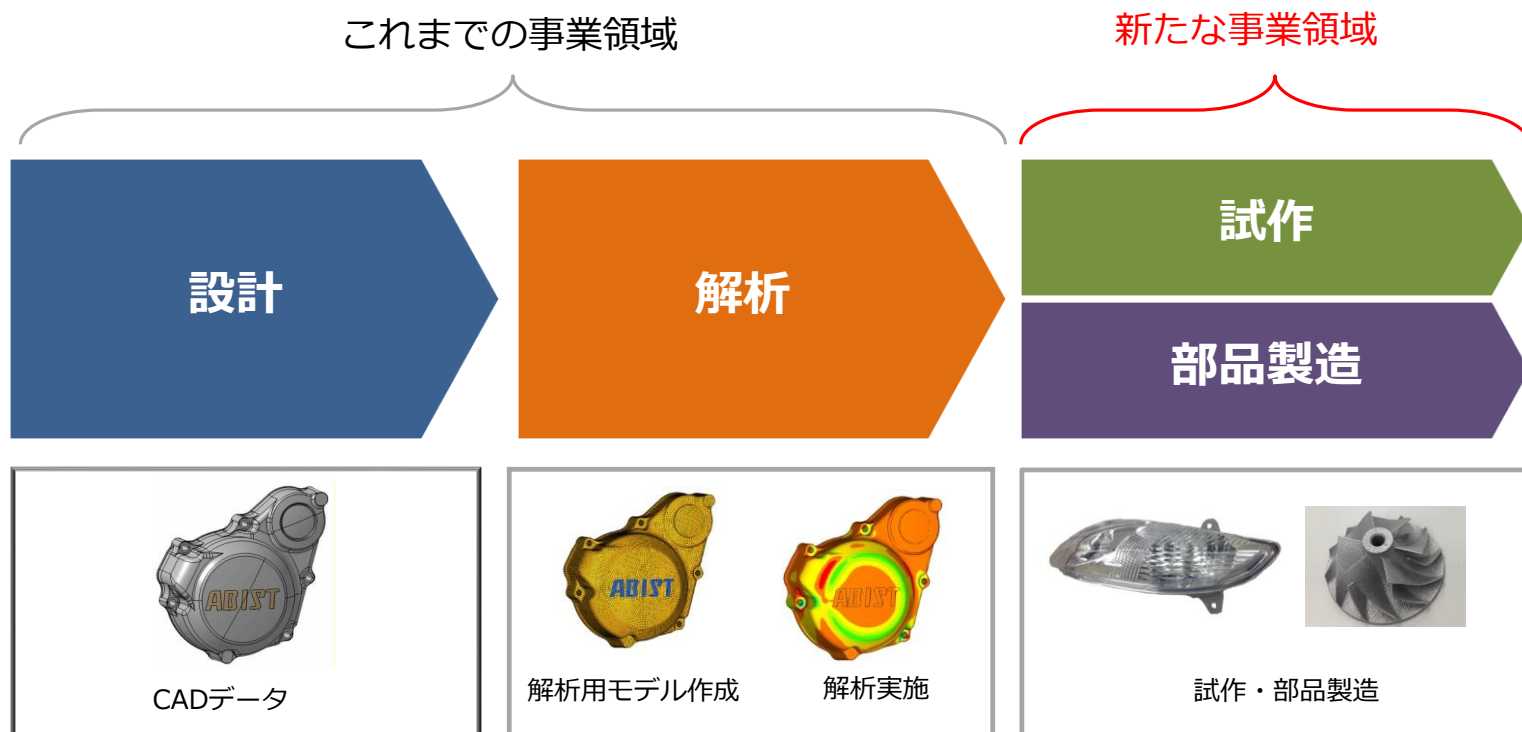 これまでの事業領域
新たな事業領域
設計
解析
試作
部品製造
ABIST
ABIST
ABIST
CADデータ
解析用モデル作成
解析実施
試作・部品製造